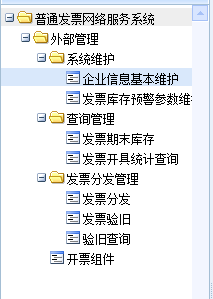 普通发票网络服务系统
外部管理
系统维护
企业信息基本维护
发票库存预警参数维
查询管理
发票期末库存
发票开具统计查询
发票分发管理
发票分发
发票验旧
验旧查询
开票组件